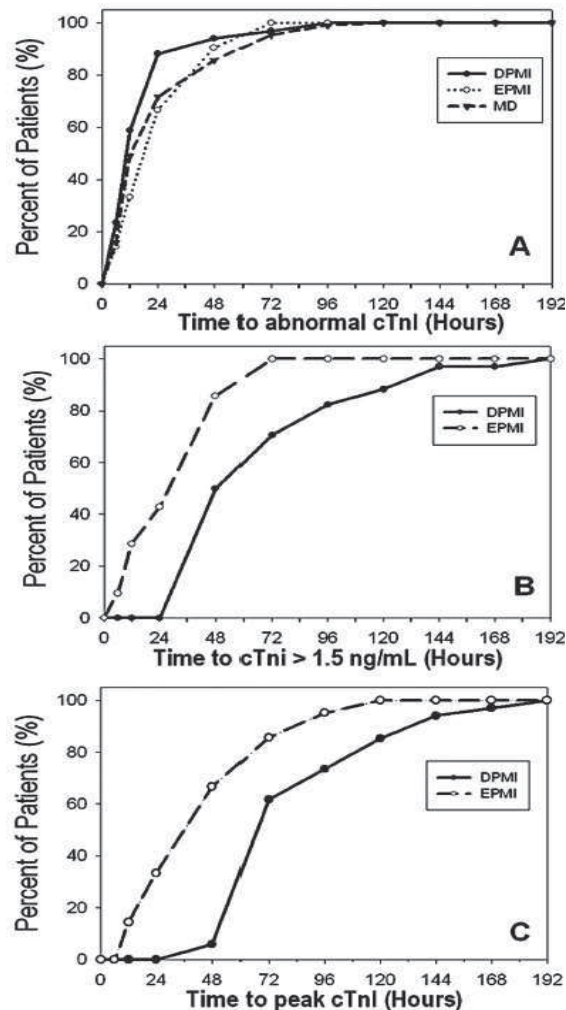 Percent of Patients (%)
100
80
60
40
20
0
DPMI
EPMI
MD
A
0 24 48 72 96 120 144 168 192
Time to abnormal cTnI (Hours)
Percent of Patients (%)
100
80
60
40
20
0
DPMI
EPMI
B
0 24 48 72 96 120 144 168 192
Time to cTni > 1.5 ng/mL (Hours)
Percent of Patients (%)
100
80
60
40
20
0
DPMI
EPMI
C
0 24 48 72 96 120 144 168 192
Time to peak cTnI (Hours)